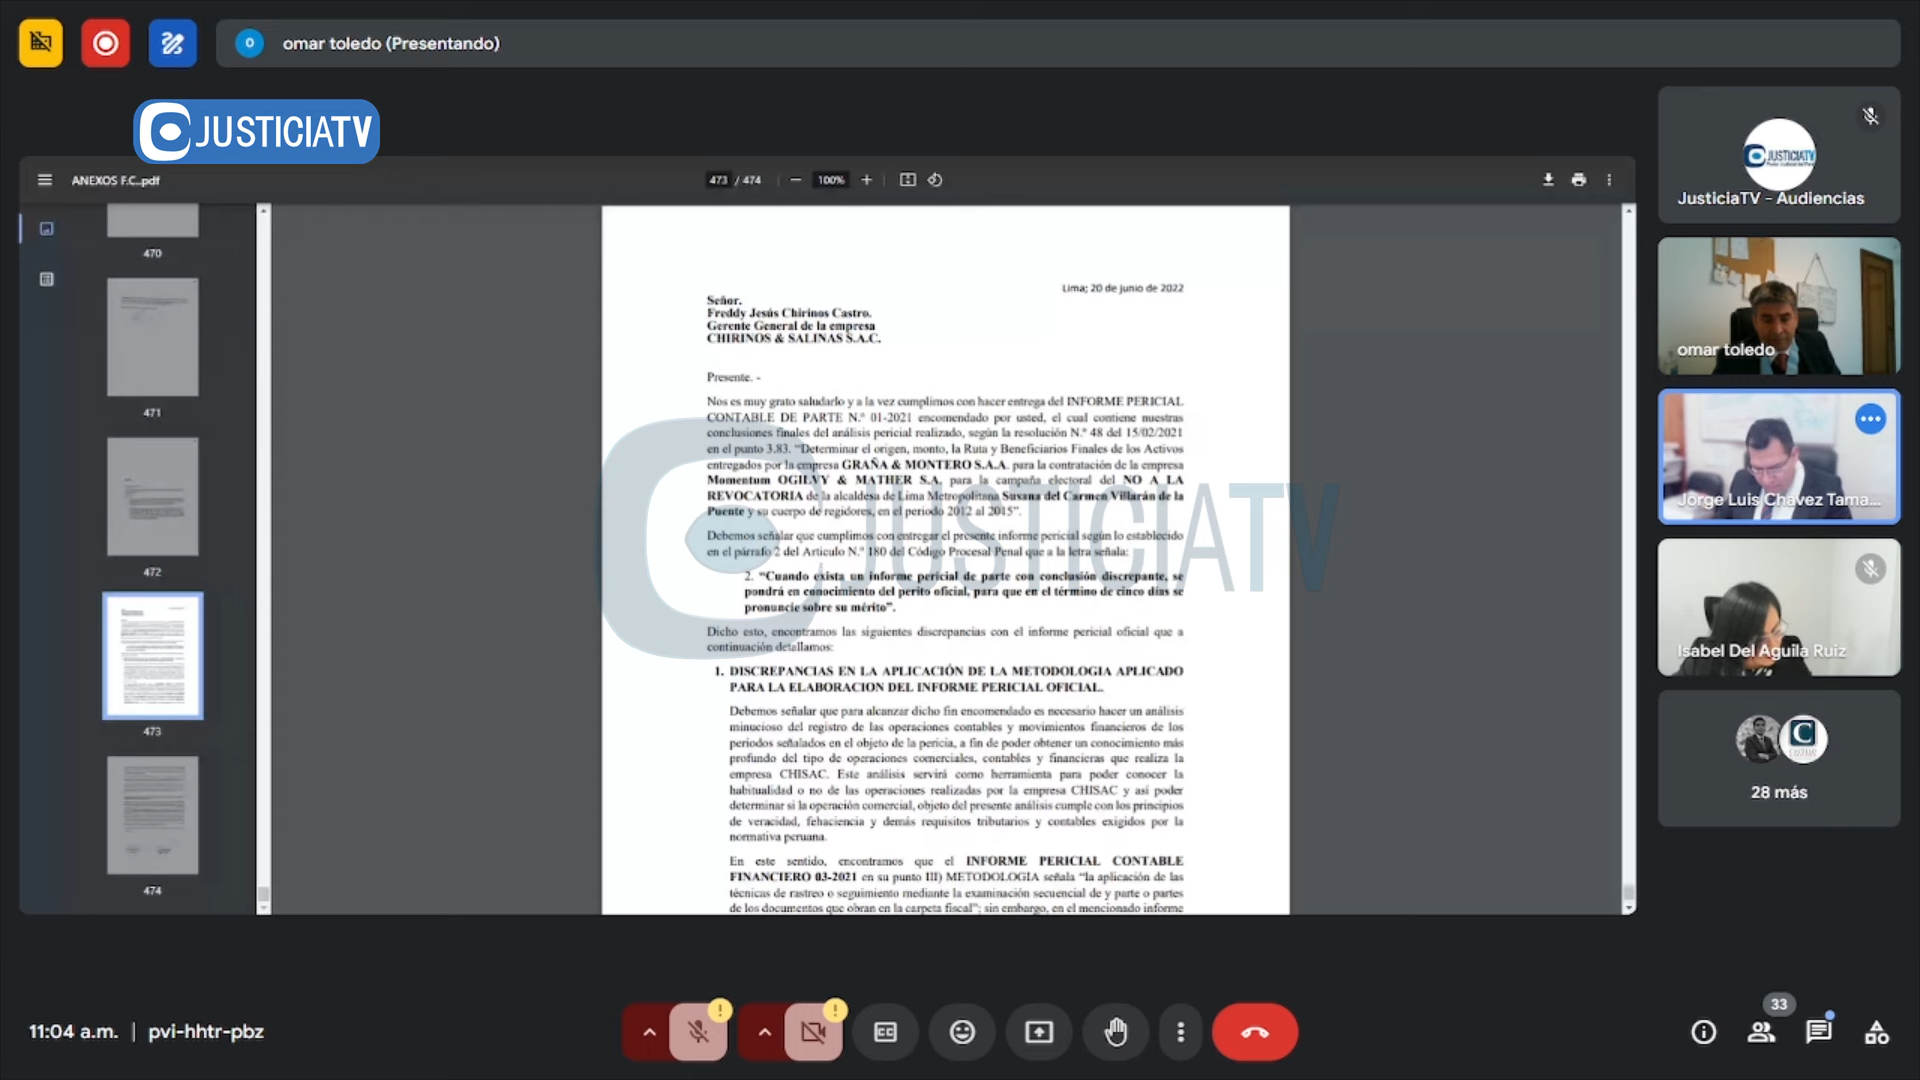 omar toledo (Presentando)
JUSTICIATV
ANEXOS F.C..pdf
473 / 474
100%
470
471
472
473
474
Lima; 20 de junio de 2022
Señor.
Freddy Jesús Chirinos Castro.
Gerente General de la empresa
CHIRINOS & SALINAS S.A.C.
Presente. -
Nos es muy grato saludarlo y a la vez cumplimos con hacer entrega del INFORME PERICIAL
CONTABLE DE PARTE N.º 01-2021 encomendado por usted, el cual contiene nuestras
conclusiones finales del análisis pericial realizado, según la resolución N.º 48 del 15/02/2021
en el punto 3.83. “Determinar el origen, monto, la Ruta y Beneficiarios Finales de los Activos
entregados por la empresa GRAÑA & MONTERO S.A.A. para la contratación de la empresa
Momentum OGILVY & MATHER S.A, para la campaña electoral del NO A LA
REVOCATORIA de la alcaldesa de Lima Metropolitana Susana del Carmen Villarán de la
Puente y su cuerpo de regidores, en el periodo 2012 al 2015”.
Debemos señalar que cumplimos con entregar el presente informe pericial según lo establecido
en el párrafo 2 del Articulo N.º 180 del Código Procesal Penal que a la letra señala:
2. “Cuando exista un informe pericial de parte con conclusión discrepante, se
pondrá en conocimiento del perito oficial, para que en el término de cinco días se
pronuncie sobre su mérito”.
Dicho esto, encontramos las siguientes discrepancias con el informe pericial oficial que a
continuación detallamos:
1. DISCREPANCIAS EN LA APLICACIÓN DE LA METODOLOGIA APLICADO
PARA LA ELABORACION DEL INFORME PERICIAL OFICIAL.
Debemos señalar que para alcanzar dicho fin encomendado es necesario hacer un análisis
minucioso del registro de las operaciones contables y movimientos financieros de los
periodos señalados en el objeto de la pericia, a fin de poder obtener un conocimiento más
profundo del tipo de operaciones comerciales, contables y financieras que realiza la
empresa CHISAC. Este análisis servirá como herramienta para poder conocer la
habitualidad o no de las operaciones realizadas por la empresa CHISAC y así poder
determinar si la operación comercial, objeto del presente análisis cumple con los principios
de veracidad, fehaciencia y demás requisitos tributarios y contables exigidos por la
normativa peruana.
En este sentido, encontramos que el INFORME PERICIAL CONTABLE
FINANCIERO 03-2021 en su punto III) METODOLOGIA señala “la aplicación de las
técnicas de rastreo o seguimiento mediante la examinación secuencial de y parte o partes
de los documentos que obran en la carpeta fiscal”; sin embargo, en el mencionado informe
JUSTICIATV
JUSTICIATV
JusticiaTV - Audiencias
omar toledo
Jorge Luis Chavez Tama...
Isabel Del Aguila Ruiz
28 más
11:04 a.m. | pvi-hhtr-pbz
33